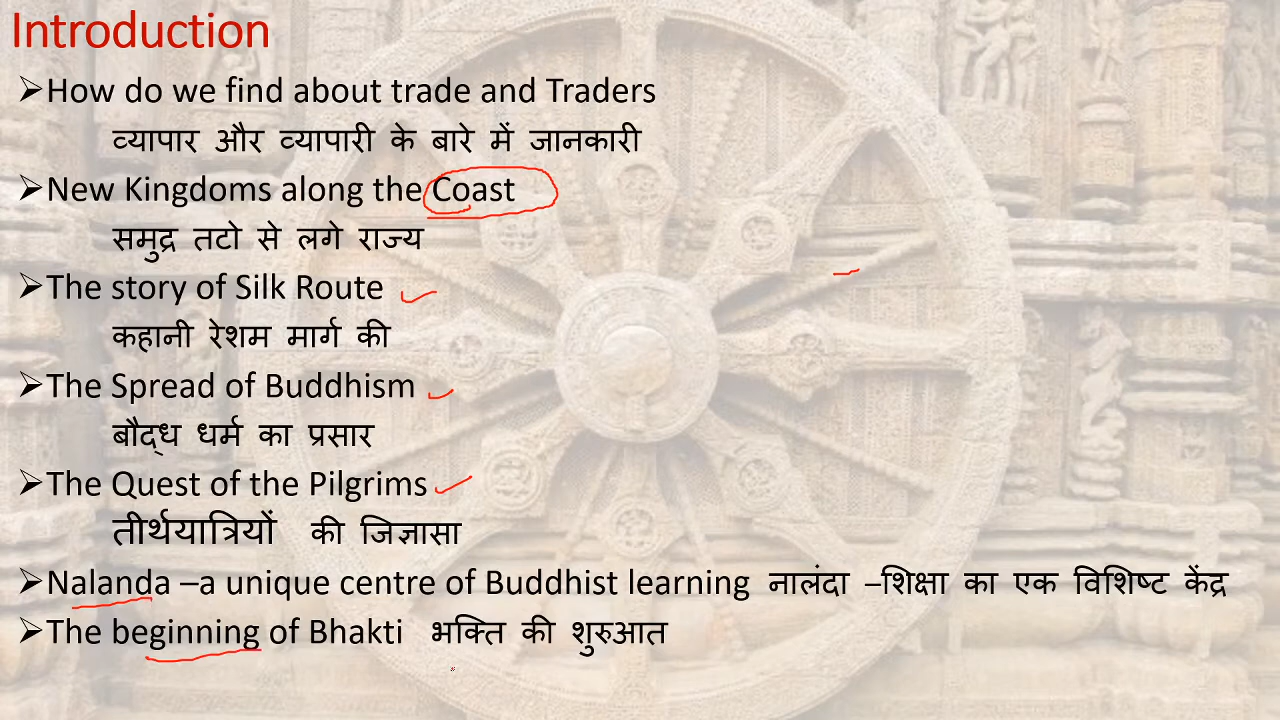 Introduction
➢How do we find about trade and Traders
व्यापार और व्यापारी के बारे में जानकारी
➢New Kingdoms along the Coast
समुद्र तटो से लगे राज्य
➢The story of Silk Route
कहानी रेशम मार्ग की
➢The Spread of Buddhism
बौद्ध धर्म का प्रसार
➢The Quest of the Pilgrims
तीर्थयात्रियों की जिज्ञासा
➢Nalanda –a unique centre of Buddhist learning नालंदा –शिक्षा का एक विशिष्ट केंद्र
➢The beginning of Bhakti भक्ति की शुरुआत